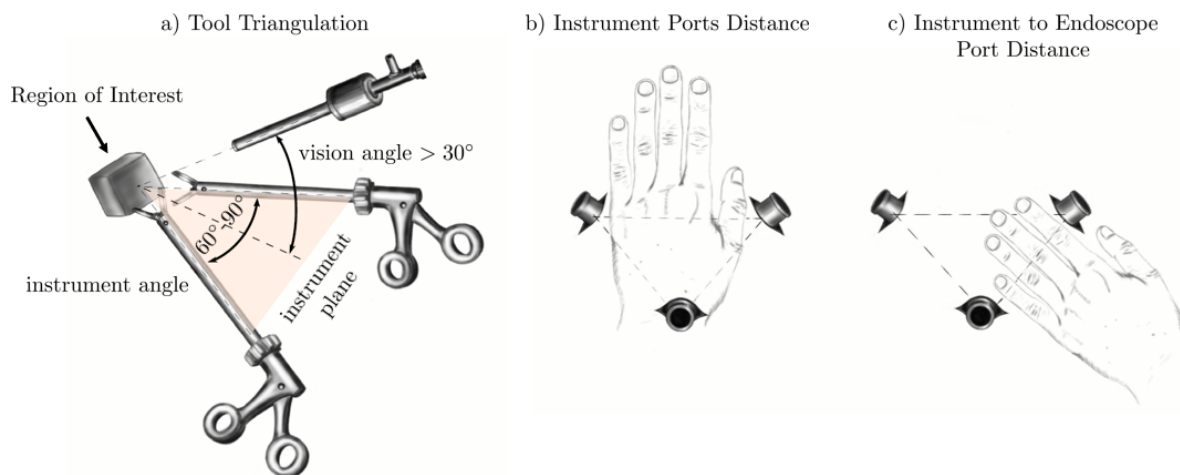 a) Tool Triangulation
Region of Interest
vision angle > 30°
60° ~ 90°
instrument angle
instrument
plane
b) Instrument Ports Distance
c) Instrument to Endoscope
Port Distance